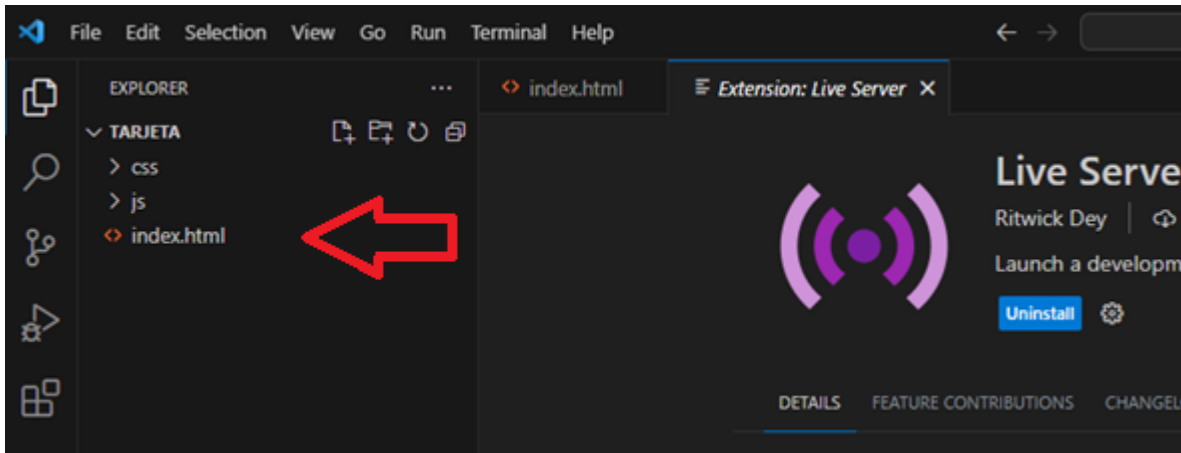 File Edit Selection View Go Run Terminal Help
EXPLORER
index.html
Extension: Live Server
TARJETA
css
js
index.html
Live Serve
Ritwick Dey
Launch a developm
Uninstall
DETAILS FEATURE CONTRIBUTIONS CHANGEL